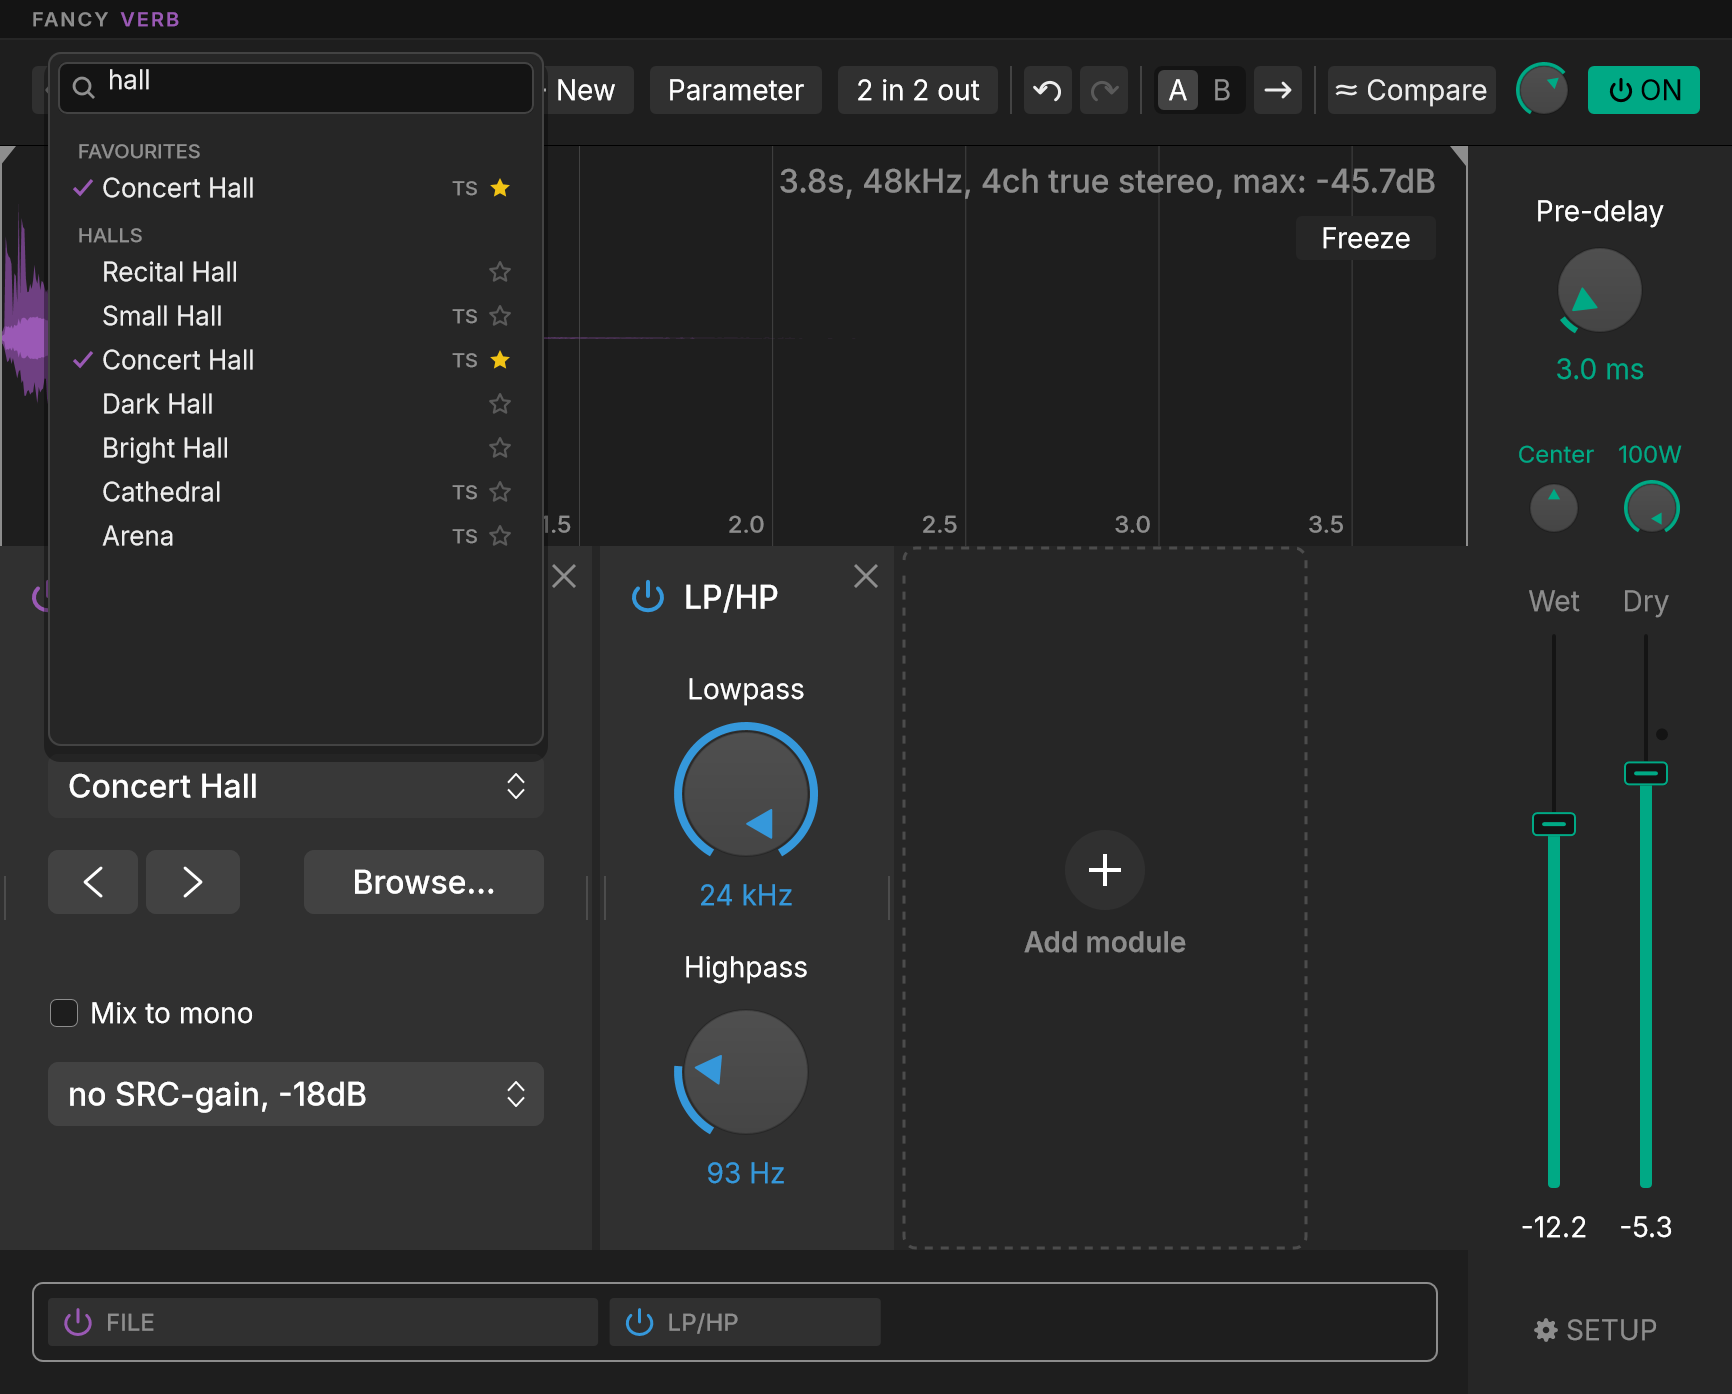 FANCY VERB
hall
New
Parameter
2 in 2 out
A B
Compare
ON
FAVOURITES
Concert Hall TS
HALLS
Recital Hall
Small Hall TS
Concert Hall TS
Dark Hall
Bright Hall
Cathedral TS
Arena TS
3.8s, 48kHz, 4ch true stereo, max: -45.7dB
Freeze
1.5 2.0 2.5 3.0 3.5
Pre-delay
3.0 ms
Center 100W
Wet Dry
-12.2 -5.3
Concert Hall
Browse...
Mix to mono
no SRC-gain, -18dB
LP/HP
Lowpass
24 kHz
Highpass
93 Hz
Add module
FILE
LP/HP
SETUP